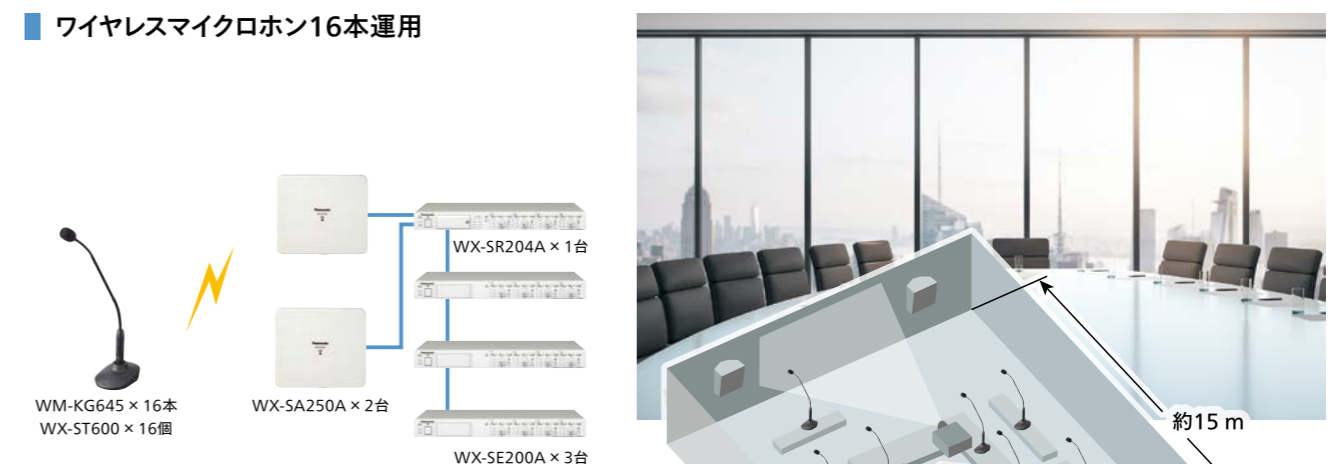 ワイヤレスマイクロホン16本運用
WX-SR204A × 1台
WM-KG645 × 16本
WX-ST600 × 16個
WX-SA250A × 2台
WX-SE200A × 3台
約15 m